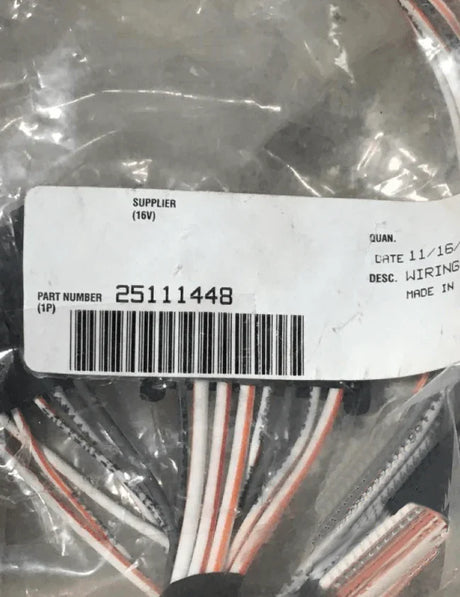 SUPPLIER
(16V)
QUAN.
DATE 11/16/
DESC. WIRING
MADE IN
PART NUMBER 25111448
(1P)